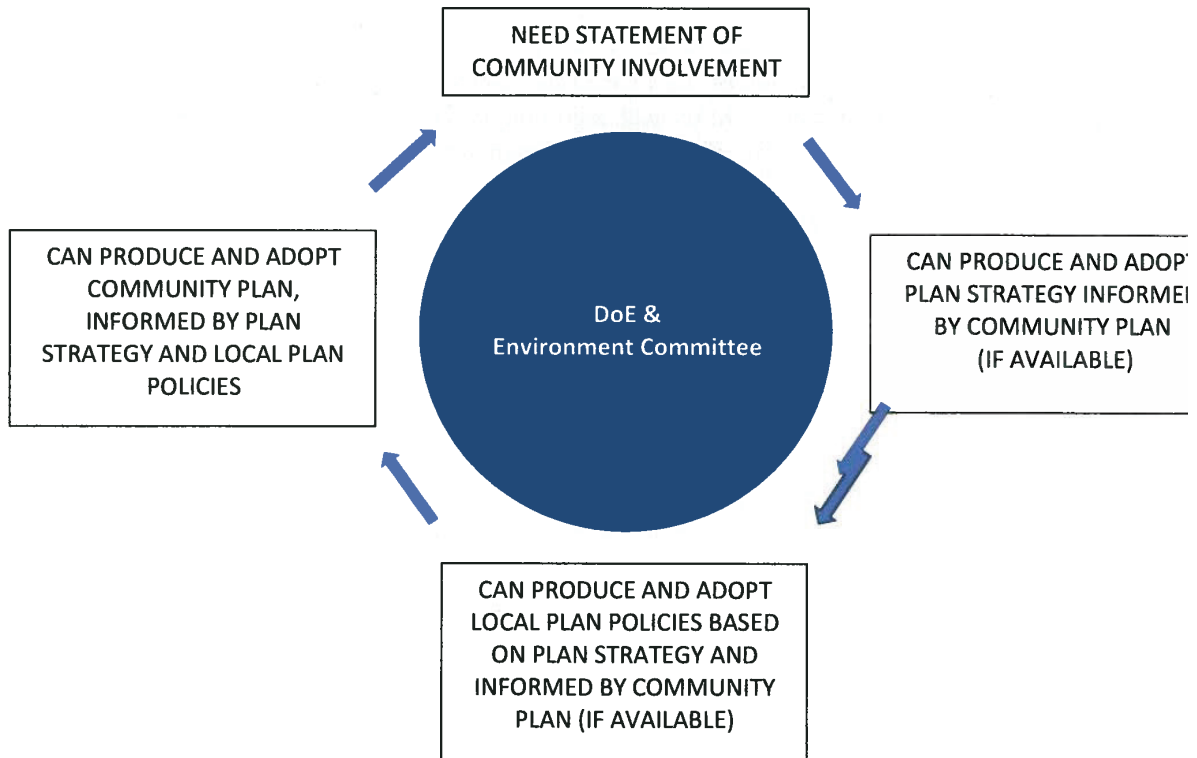 NEED STATEMENT OF
COMMUNITY INVOLVEMENT
CAN PRODUCE AND ADOPT
PLAN STRATEGY INFORMED
BY COMMUNITY PLAN
(IF AVAILABLE)
CAN PRODUCE AND ADOPT
LOCAL PLAN POLICIES BASED
ON PLAN STRATEGY AND
INFORMED BY COMMUNITY
PLAN (IF AVAILABLE)
CAN PRODUCE AND ADOPT
COMMUNITY PLAN,
INFORMED BY PLAN
STRATEGY AND LOCAL PLAN
POLICIES
DoE &
Environment Committee